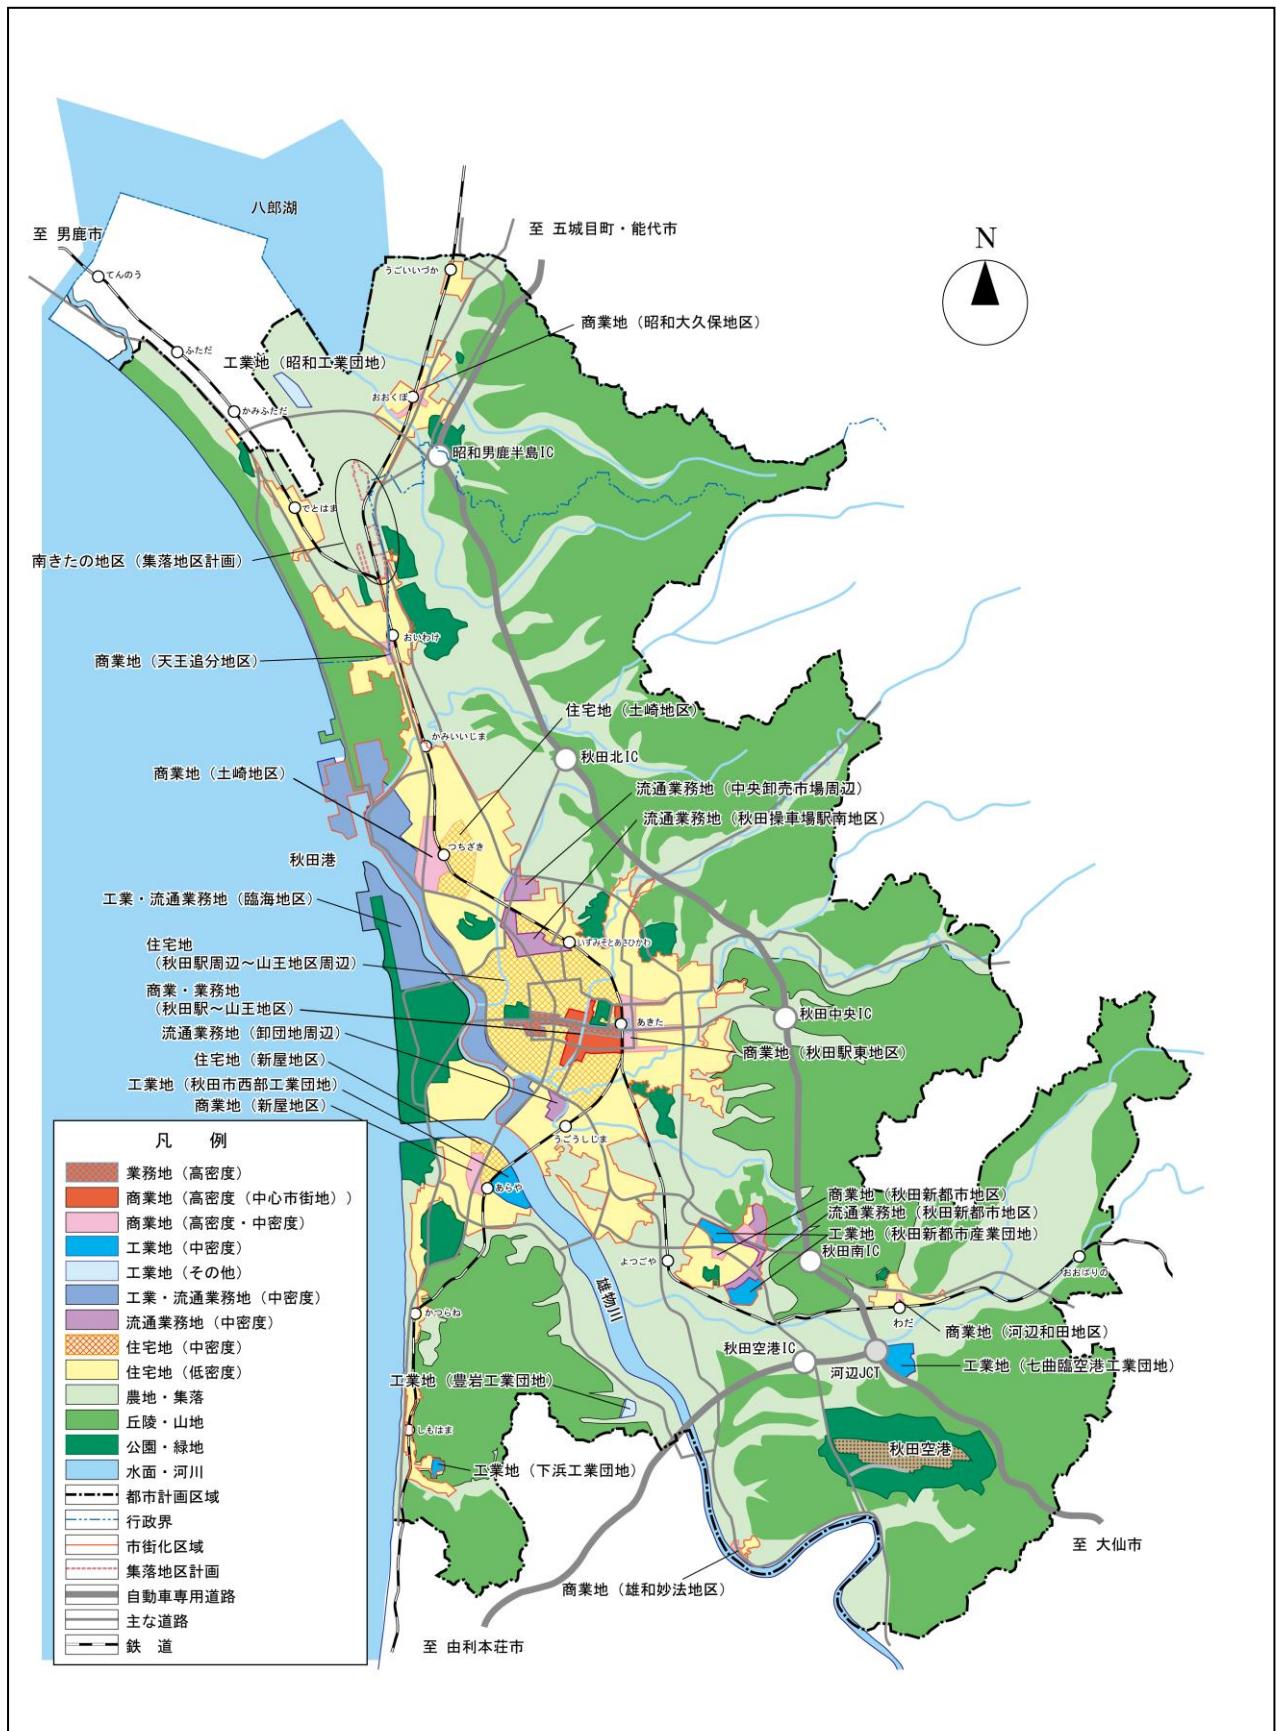 八郎湖
至 男鹿市
至 五城目町・能代市
N
てんのう
うごいいづか
商業地（昭和大久保地区）
ふただ
工業地（昭和工業団地）
おおくぼ
かみふただ
昭和男鹿半島IC
でとはま
南きたの地区（集落地区計画）
おいわけ
商業地（天王追分地区）
住宅地（土崎地区）
かみいいじま
秋田北IC
商業地（土崎地区）
流通業務地（中央卸売市場周辺）
流通業務地（秋田操車場駅南地区）
つちざき
秋田港
工業・流通業務地（臨海地区）
いずみそとあさひかわ
住宅地
（秋田駅周辺～山王地区周辺）
商業・業務地
（秋田駅～山王地区）
秋田中央IC
あきた
流通業務地（卸団地周辺）
商業地（秋田駅東地区）
住宅地（新屋地区）
工業地（秋田市西部工業団地）
商業地（新屋地区）
うごうしじま
あらや
商業地（秋田新都市地区）
流通業務地（秋田新都市地区）
工業地（秋田新都市産業団地）
秋田南IC
よつごや
おおばりの
雄物川
かつらね
わだ
商業地（河辺和田地区）
秋田空港IC
河辺JCT
工業地（七曲臨空港工業団地）
工業地（豊岩工業団地）
しもはま
秋田空港
工業地（下浜工業団地）
至 大仙市
商業地（雄和妙法地区）
至 由利本荘市
凡 例
業務地（高密度）
商業地（高密度（中心市街地））
商業地（高密度・中密度）
工業地（中密度）
工業地（その他）
工業・流通業務地（中密度）
流通業務地（中密度）
住宅地（中密度）
住宅地（低密度）
農地・集落
丘陵・山地
公園・緑地
水面・河川
都市計画区域
行政界
市街化区域
集落地区計画
自動車専用道路
主な道路
鉄 道